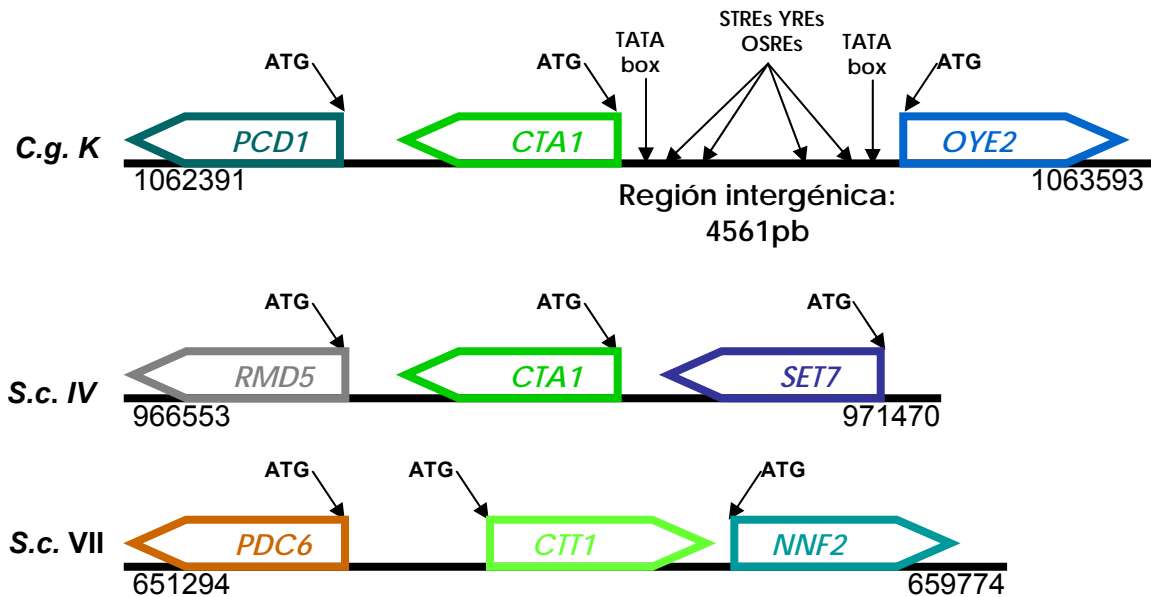 STREs YREs
OSREs
TATA
box
TATA
box
ATG
ATG
ATG
C.g. K
PCD1
CTA1
OYE2
1062391
1063593
Región intergénica:
4561pb
ATG
ATG
ATG
S.c. IV
RMD5
CTA1
SET7
966553
971470
ATG
ATG
ATG
S.c. VII
PDC6
CTT1
NNF2
651294
659774